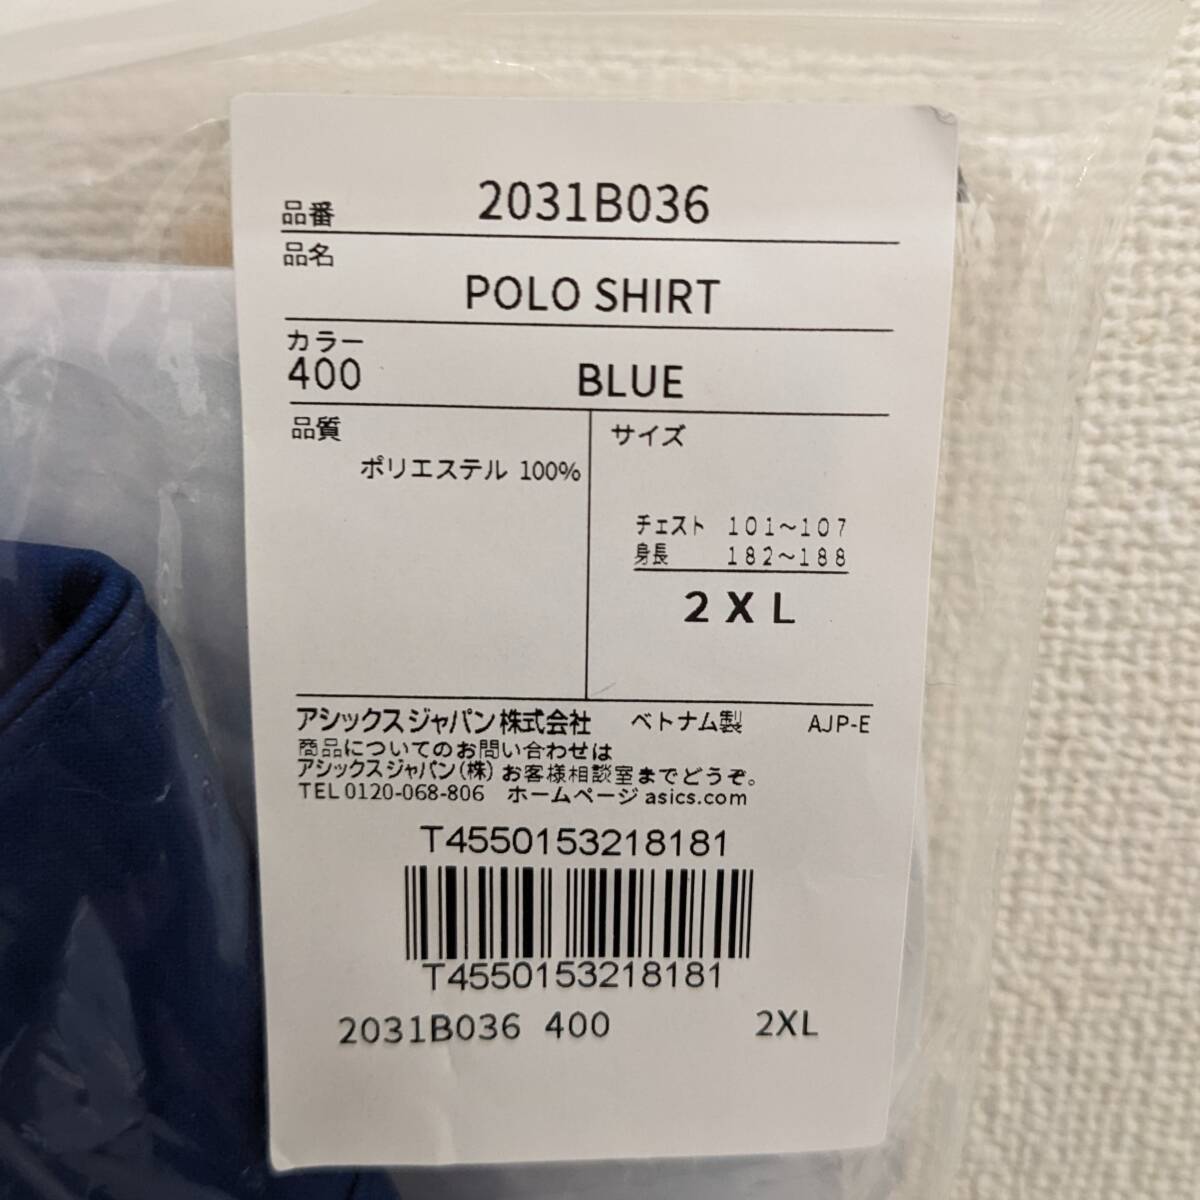 品番 2031B036
品名
POLO SHIRT
カラー
400 BLUE
品質
ポリエステル 100%
サイズ
チェスト 101〜107
身長 182〜188
2XL
アシックスジャパン株式会社 ベトナム製 AJP-E
商品についてのお問い合わせは
アシックスジャパン(株)お客様相談室までどうぞ。
TEL 0120-068-806 ホームページ asics.com
T4550153218181
T4550153218181
2031B036 400 2XL